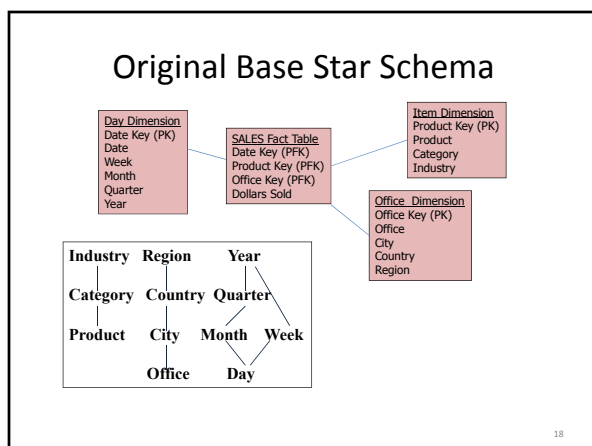 Original Base Star Schema
Day Dimension
Date Key (PK)
Date
Week
Month
Quarter
Year
SALES Fact Table
Date Key (PFK)
Product Key (PFK)
Office Key (PFK)
Dollars Sold
Item Dimension
Product Key (PK)
Product
Category
Industry
Office Dimension
Office Key (PK)
Office
City
Country
Region
Industry Region Year
Category Country Quarter
Product City Month Week
Office Day
18